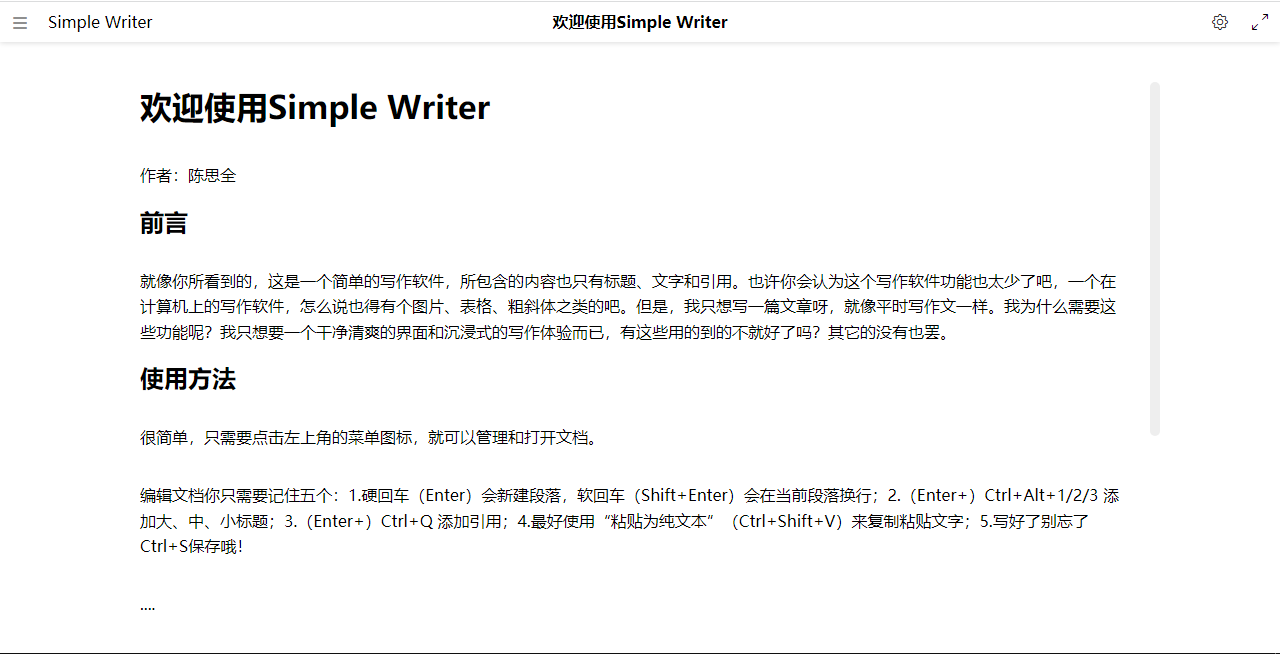 Simple Writer
欢迎使用Simple Writer
欢迎使用Simple Writer
作者：陈思全
前言
就像你所看到的，这是一个简单的写作软件，所包含的内容也只有标题、文字和引用。也许你会认为这个写作软件功能也太少了吧，一个在
计算机上的写作软件，怎么说也得有个图片、表格、粗斜体之类的吧。但是，我只想写一篇文章呀，就像平时写作文一样。我为什么需要这
些功能呢？我只想要一个干净清爽的界面和沉浸式的写作体验而已，有这些用的到的不就好了吗？其它的没有也罢。
使用方法
很简单，只需要点击左上角的菜单图标，就可以管理和打开文档。
编辑文档你只需要记住五个：1.硬回车（Enter）会新建段落，软回车（Shift+Enter）会在当前段落换行；2.（Enter+）Ctrl+Alt+1/2/3 添
加大、中、小标题；3.（Enter+）Ctrl+Q 添加引用；4.最好使用“粘贴为纯文本”（Ctrl+Shift+V）来复制粘贴文字；5.写好了别忘了
Ctrl+S保存哦！
....